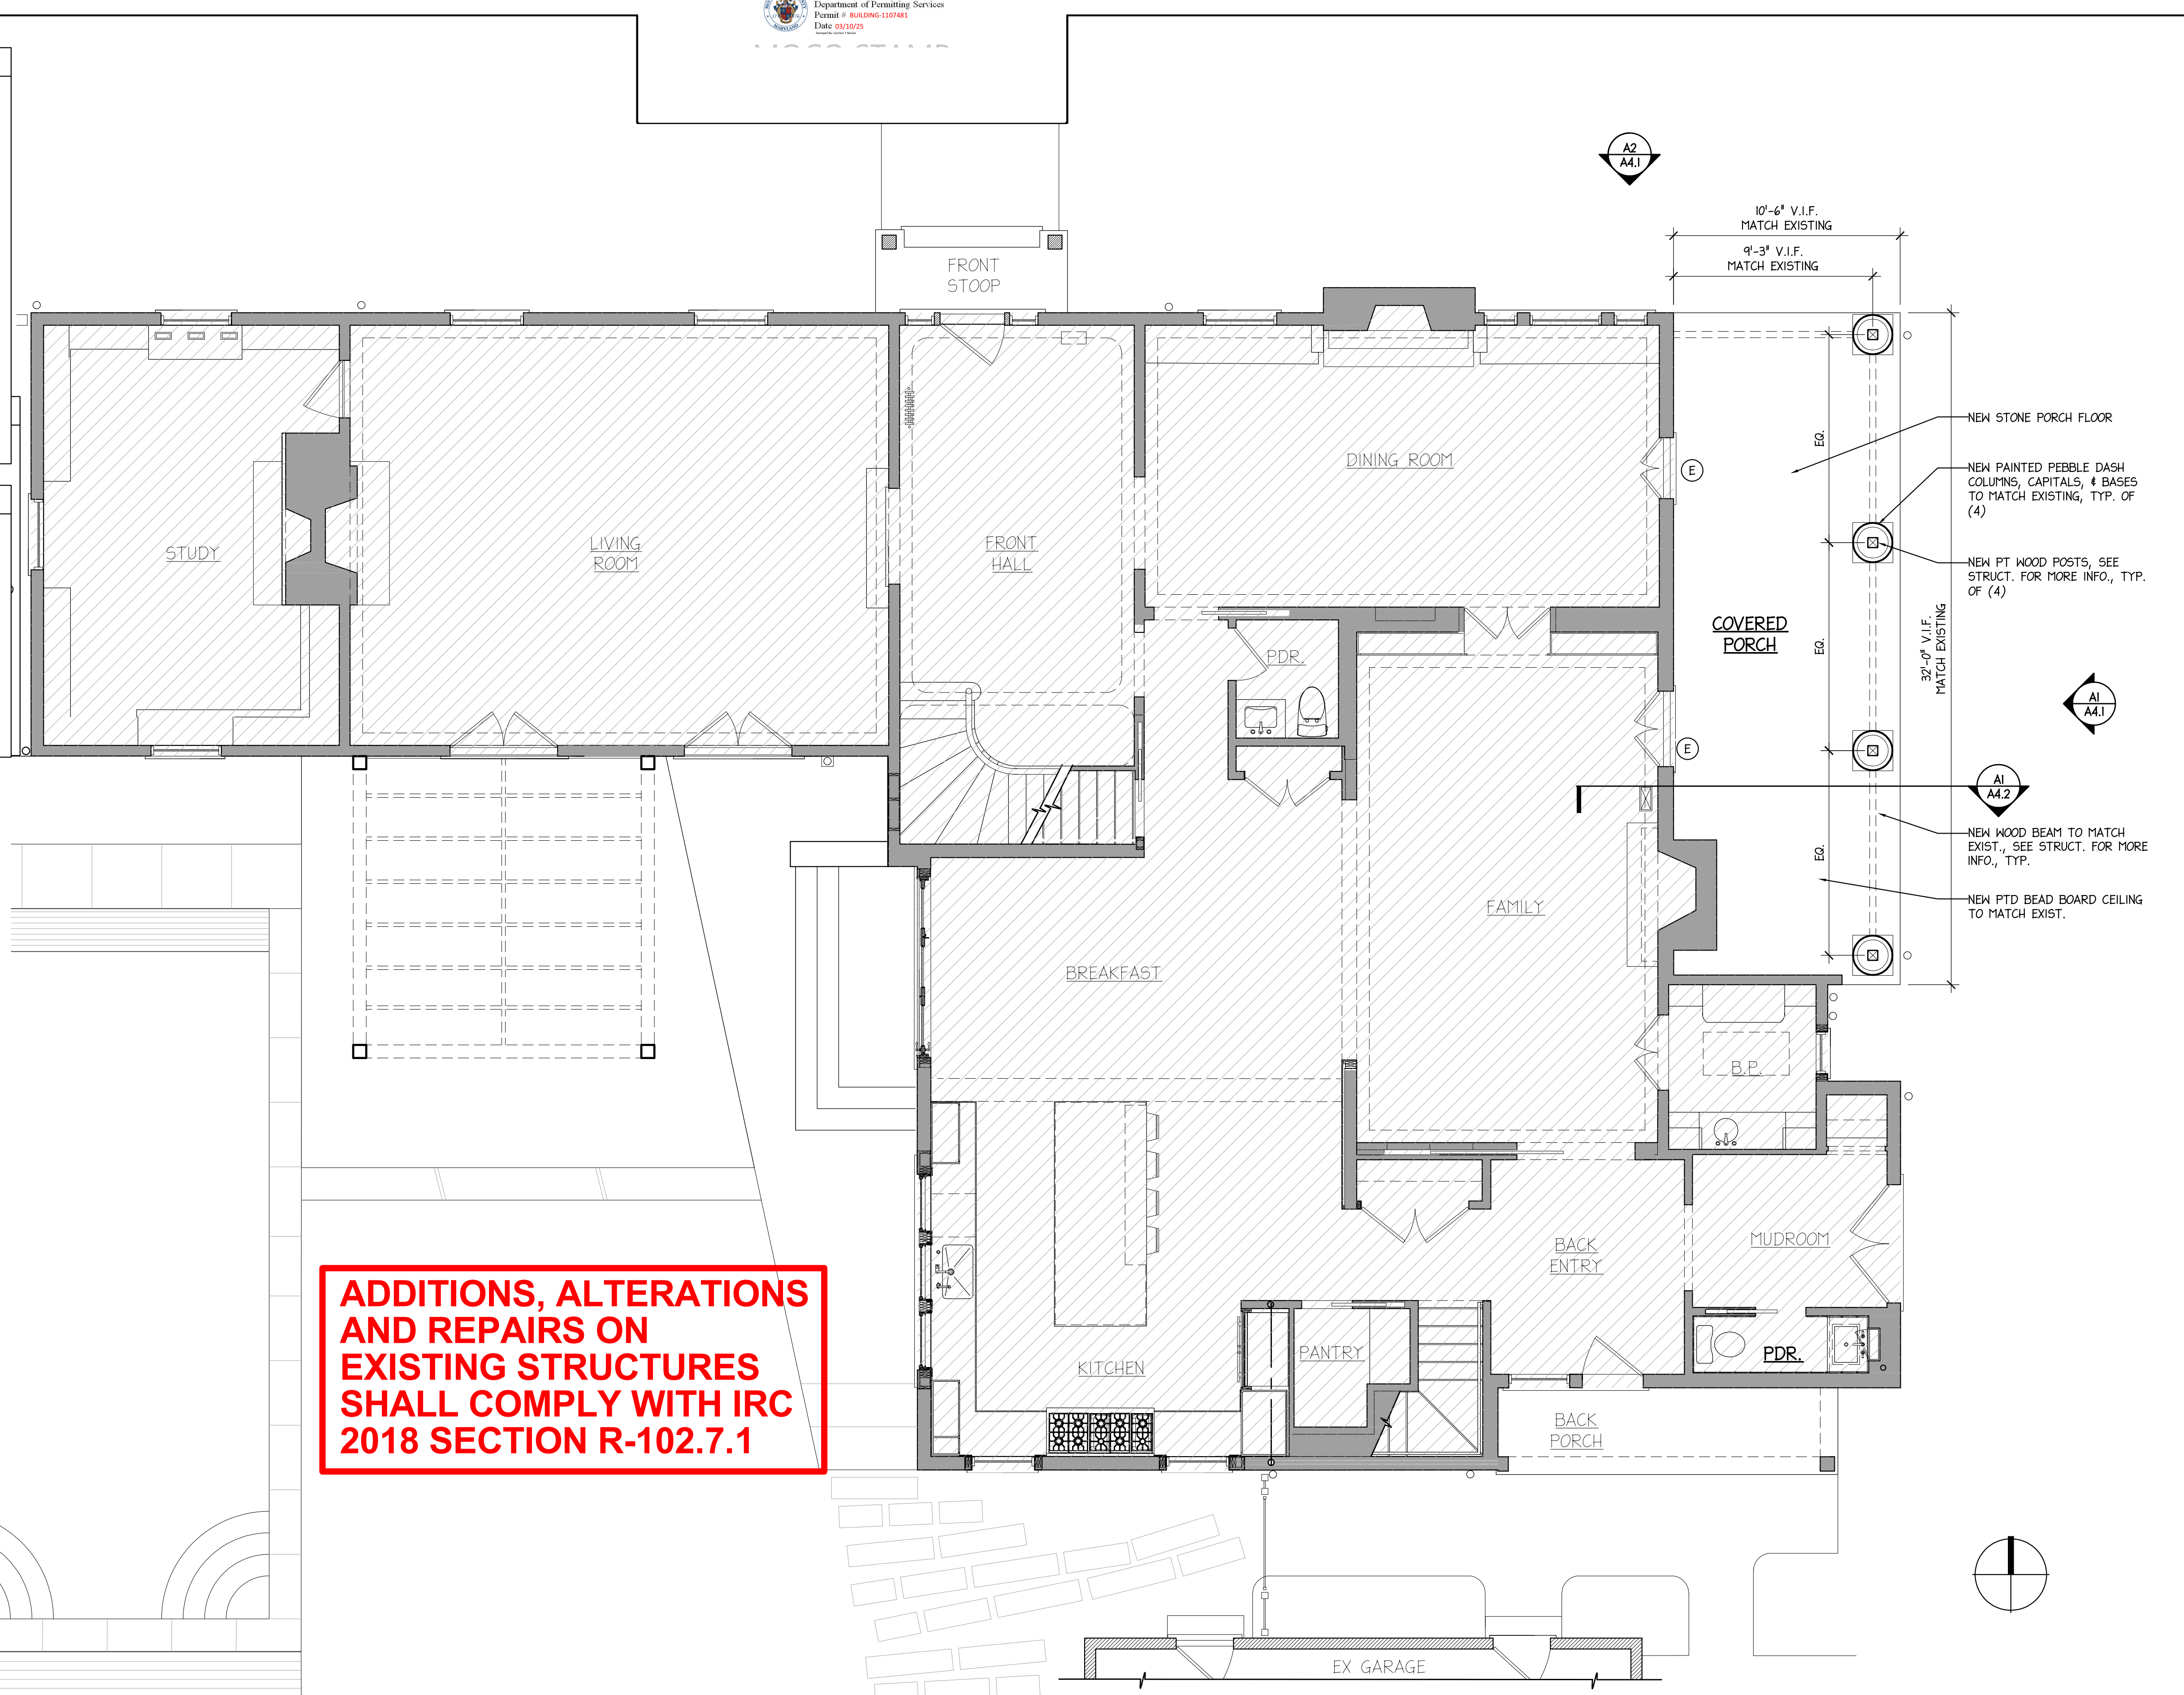 Department of Permitting Services
Permit # BUILDING-1107481
Date 03/10/25
A2
A4.1
10'-6" V.I.F.
MATCH EXISTING
9'-3" V.I.F.
MATCH EXISTING
FRONT
STOOP
NEW STONE PORCH FLOOR
EQ.
DINING ROOM
E
NEW PAINTED PEBBLE DASH
COLUMNS, CAPITALS, & BASES
TO MATCH EXISTING, TYP. OF
(4)
STUDY
LIVING
ROOM
FRONT
HALL
NEW PT WOOD POSTS, SEE
STRUCT. FOR MORE INFO., TYP.
OF (4)
COVERED
PORCH
EQ.
32'-0" V.I.F.
MATCH EXISTING
PDR.
A1
A4.1
E
A1
A4.2
NEW WOOD BEAM TO MATCH
EXIST., SEE STRUCT. FOR MORE
INFO., TYP.
EQ.
NEW PTD BEAD BOARD CEILING
TO MATCH EXIST.
FAMILY
BREAKFAST
B.P.
MUDROOM
BACK
ENTRY
ADDITIONS, ALTERATIONS
AND REPAIRS ON
EXISTING STRUCTURES
SHALL COMPLY WITH IRC
2018 SECTION R-102.7.1
KITCHEN
PANTRY
PDR.
BACK
PORCH
EX GARAGE